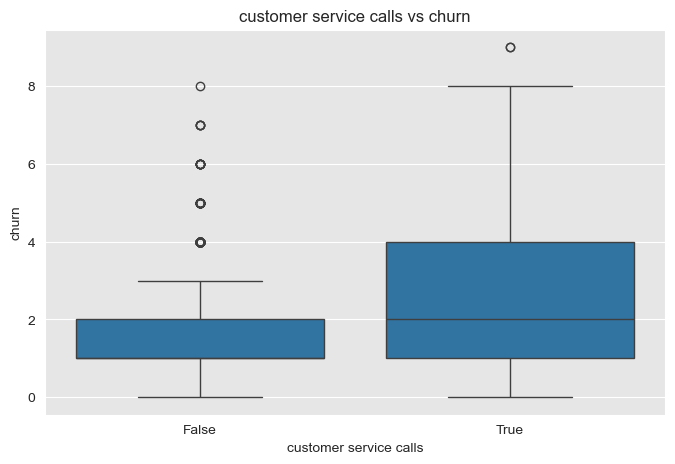 customer service calls vs churn
8
6
4
2
0
churn
False
True
customer service calls